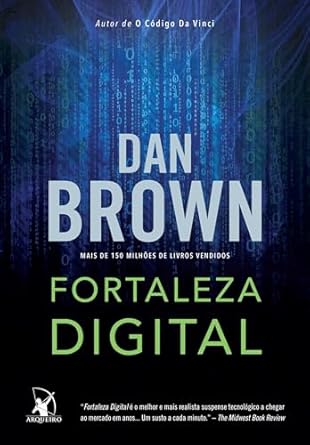 Autor de O Código Da Vinci
DAN
BROWN
MAIS DE 150 MILHÕES DE LIVROS VENDIDOS
FORTALEZA
DIGITAL
ARQUEIRO
"Fortaleza Digital é o melhor e mais realista suspense tecnológico a chegar
ao mercado em anos... Um susto a cada minuto." – The Midwest Book Review